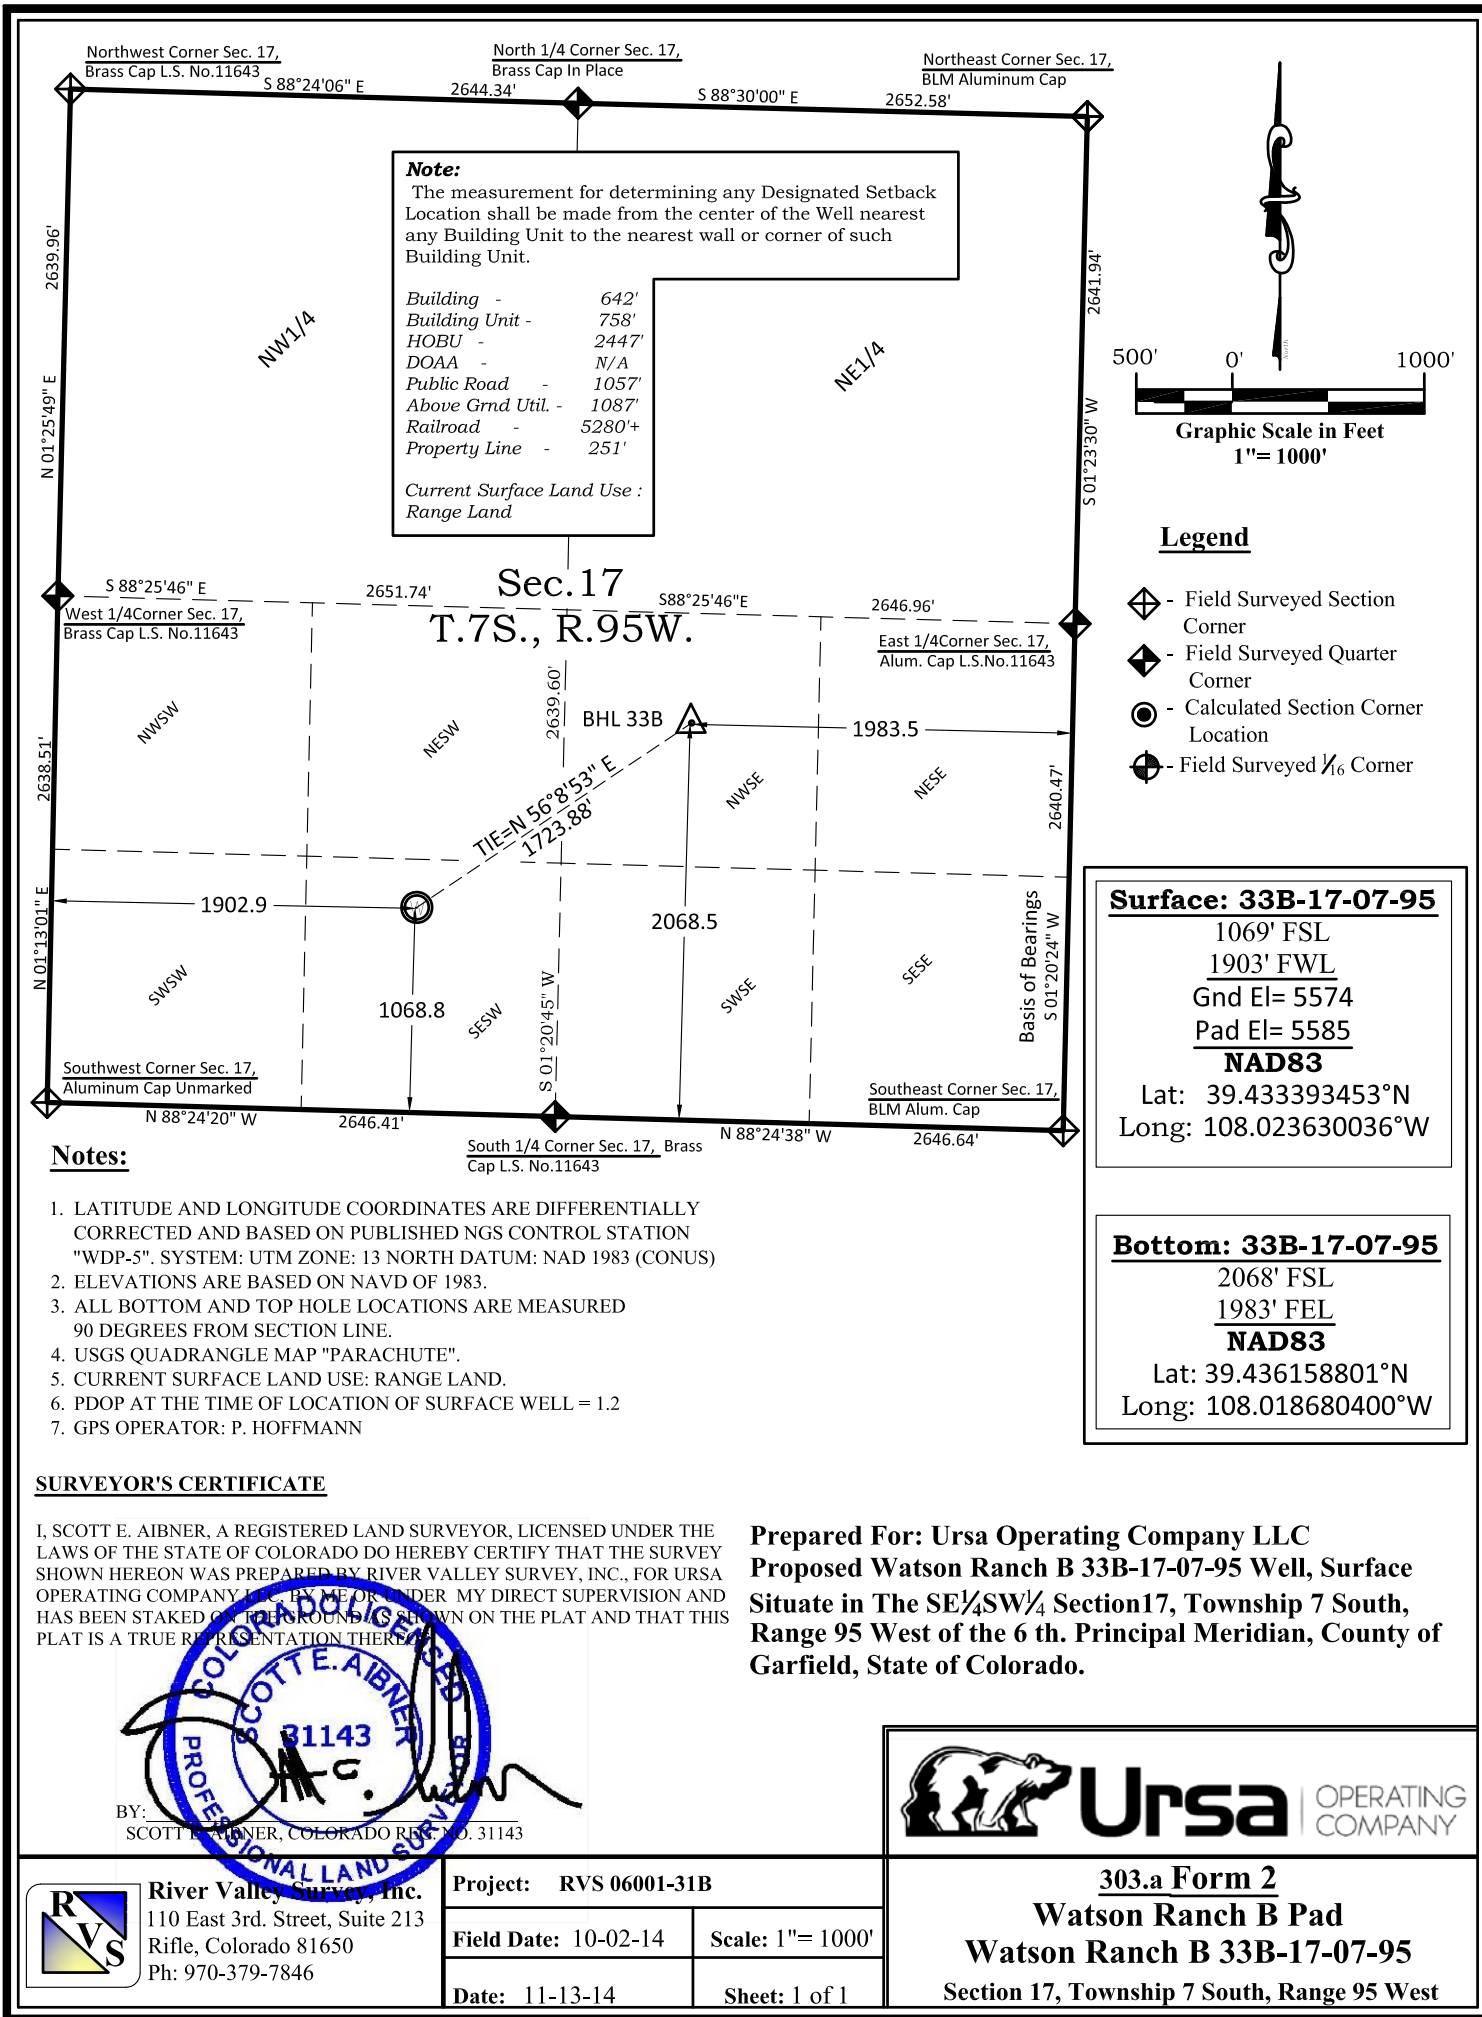 Northwest Corner Sec. 17,
Brass Cap L.S. No.11643
North 1/4 Corner Sec. 17,
Brass Cap In Place
Northeast Corner Sec. 17,
BLM Aluminum Cap
S 88°24'06" E
2644.34'
S 88°30'00" E
2652.58'
Note:
The measurement for determining any Designated Setback
Location shall be made from the center of the Well nearest
any Building Unit to the nearest wall or corner of such
Building Unit.
Building - 642'
Building Unit - 758'
HOBU - 2447'
DOAA - N/A
Public Road - 1057'
Above Grnd Util. - 1087'
Railroad - 5280'+
Property Line - 251'
Current Surface Land Use :
Range Land
2639.96'
N 01°25'49" E
NW1/4
NE1/4
2641.94'
S 01°23'30" W
North
500' 0' 1000'
Graphic Scale in Feet
1"= 1000'
Legend
- Field Surveyed Section
Corner
- Field Surveyed Quarter
Corner
- Calculated Section Corner
Location
- Field Surveyed 1/16 Corner
S 88°25'46" E
2651.74'
Sec.17
T.7S., R.95W.
S88°25'46"E
2646.96'
West 1/4Corner Sec. 17,
Brass Cap L.S. No.11643
East 1/4Corner Sec. 17,
Alum. Cap L.S.No.11643
NWSW
NESW
2639.60'
BHL 33B
1983.5
TIE=N 56°8'53" E
1723.88'
NWSE
NESE
2638.51'
2640.47'
N 01°13'01" E
1902.9
2068.5
1068.8
SWSW
SESW
S 01°20'45" W
SWSE
SESE
Basis of Bearings
S 01°20'24" W
Southwest Corner Sec. 17,
Aluminum Cap Unmarked
Southeast Corner Sec. 17,
BLM Alum. Cap
N 88°24'20" W
2646.41'
N 88°24'38" W
2646.64'
South 1/4 Corner Sec. 17, Brass
Cap L.S. No.11643
Surface: 33B-17-07-95
1069' FSL
1903' FWL
Gnd El= 5574
Pad El= 5585
NAD83
Lat: 39.433393453°N
Long: 108.023630036°W
Bottom: 33B-17-07-95
2068' FSL
1983' FEL
NAD83
Lat: 39.436158801°N
Long: 108.018680400°W
Notes:
1. LATITUDE AND LONGITUDE COORDINATES ARE DIFFERENTIALLY
CORRECTED AND BASED ON PUBLISHED NGS CONTROL STATION
"WDP-5". SYSTEM: UTM ZONE: 13 NORTH DATUM: NAD 1983 (CONUS)
2. ELEVATIONS ARE BASED ON NAVD OF 1983.
3. ALL BOTTOM AND TOP HOLE LOCATIONS ARE MEASURED
90 DEGREES FROM SECTION LINE.
4. USGS QUADRANGLE MAP "PARACHUTE".
5. CURRENT SURFACE LAND USE: RANGE LAND.
6. PDOP AT THE TIME OF LOCATION OF SURFACE WELL = 1.2
7. GPS OPERATOR: P. HOFFMANN
SURVEYOR'S CERTIFICATE
I, SCOTT E. AIBNER, A REGISTERED LAND SURVEYOR, LICENSED UNDER THE
LAWS OF THE STATE OF COLORADO DO HEREBY CERTIFY THAT THE SURVEY
SHOWN HEREON WAS PREPARED BY RIVER VALLEY SURVEY, INC., FOR URSA
OPERATING COMPANY LLC, BY ME OR UNDER MY DIRECT SUPERVISION AND
HAS BEEN STAKED ON THE GROUND AS SHOWN ON THE PLAT AND THAT THIS
PLAT IS A TRUE REPRESENTATION THEREOF.
COLORADO LICENSED
SCOTT E. AIBNER
31143
PROFESSIONAL LAND SURVEYOR
BY:
SCOTT E. AIBNER, COLORADO REG. NO. 31143
Prepared For: Ursa Operating Company LLC
Proposed Watson Ranch B 33B-17-07-95 Well, Surface
Situate in The SE1/4SW1/4 Section17, Township 7 South,
Range 95 West of the 6 th. Principal Meridian, County of
Garfield, State of Colorado.
Ursa OPERATING
COMPANY
RVS
River Valley Survey, Inc.
110 East 3rd. Street, Suite 213
Rifle, Colorado 81650
Ph: 970-379-7846
Project: RVS 06001-31B
Field Date: 10-02-14
Scale: 1"= 1000'
Date: 11-13-14
Sheet: 1 of 1
303.a Form 2
Watson Ranch B Pad
Watson Ranch B 33B-17-07-95
Section 17, Township 7 South, Range 95 West